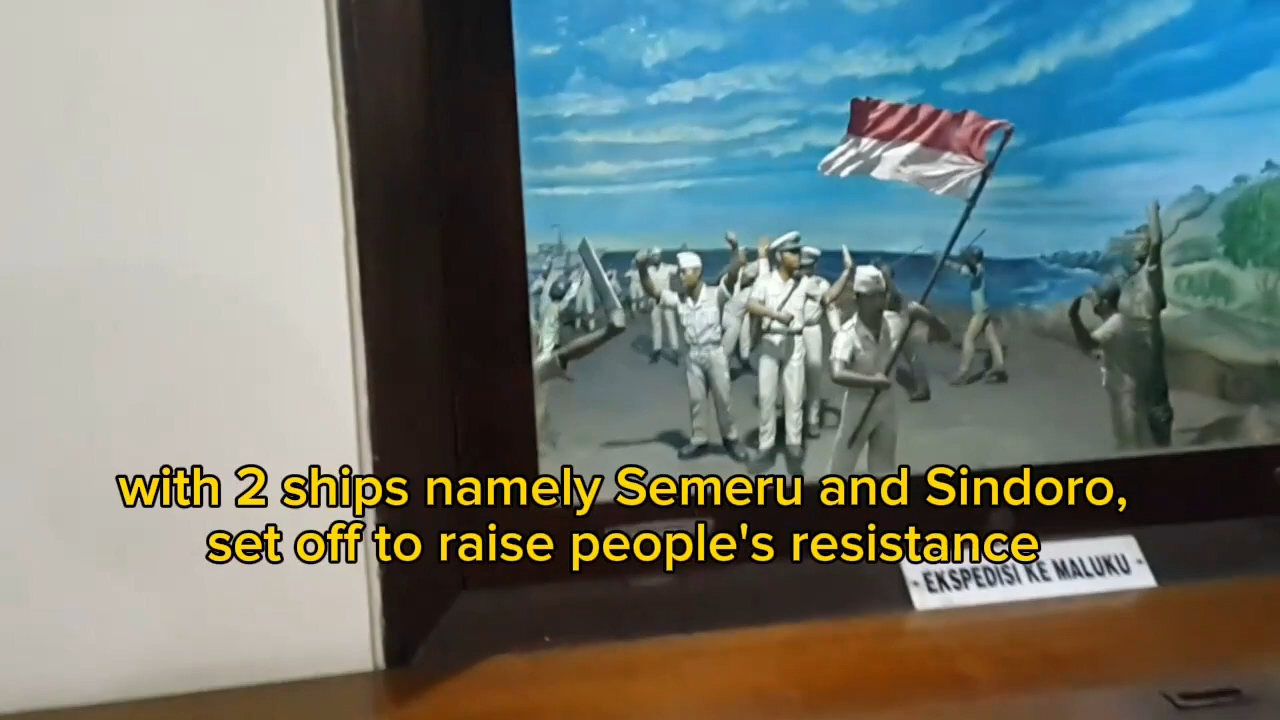 with 2 ships namely Semeru and Sindoro,
set off to raise people's resistance
- EKSPEDISI KE MALUKU -